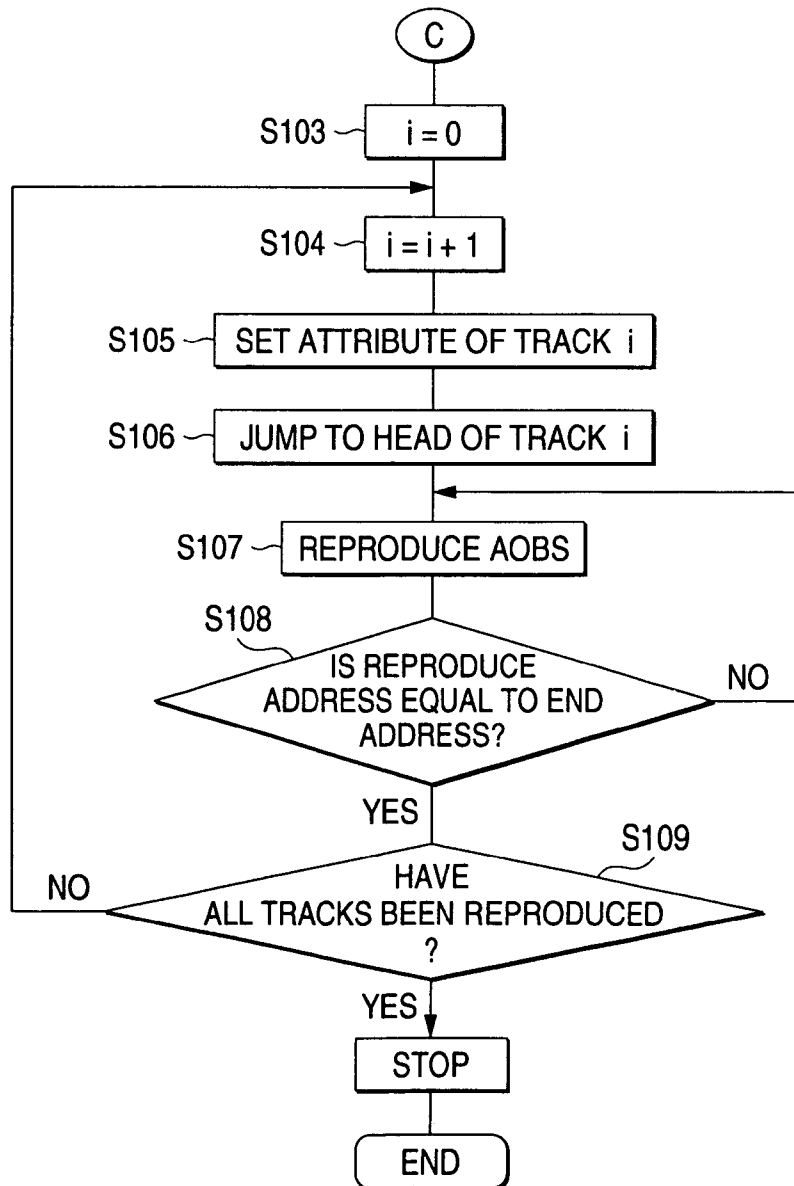 C
S103
i = 0
S104
i = i + 1
S105
SET ATTRIBUTE OF TRACK i
S106
JUMP TO HEAD OF TRACK i
S107
REPRODUCE AOBS
S108
IS REPRODUCE
ADDRESS EQUAL TO END
ADDRESS?
NO
YES
S109
HAVE
ALL TRACKS BEEN REPRODUCED
?
NO
YES
STOP
END